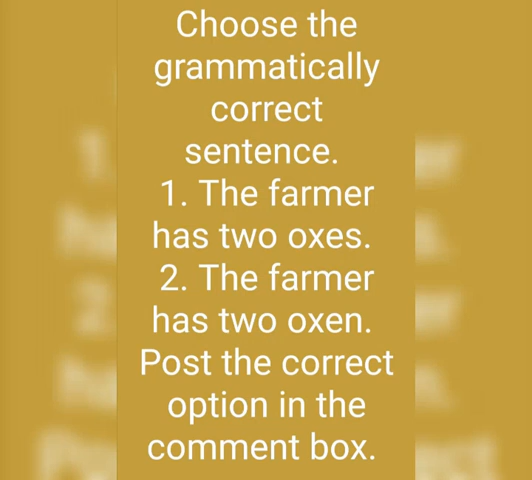 Choose the
grammatically
correct
sentence.
1. The farmer
has two oxes.
2. The farmer
has two oxen.
Post the correct
option in the
comment box.